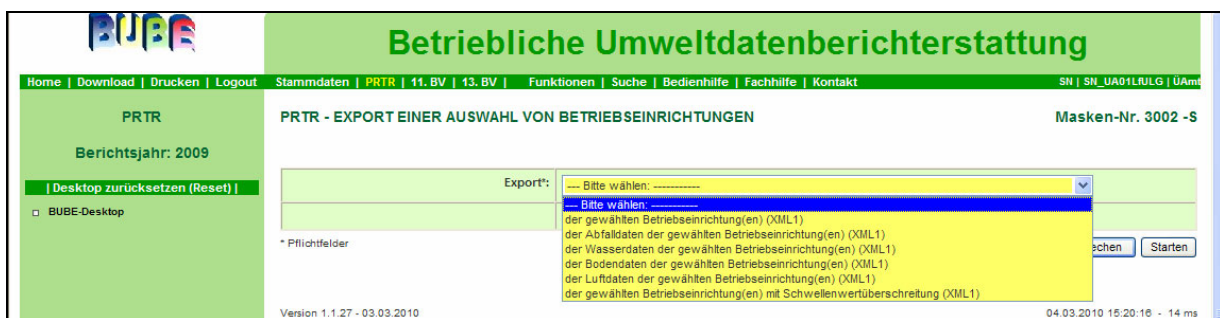 BUBE
Betriebliche Umweltdatenberichterstattung
Home | Download | Drucken | Logout Stammdaten | PRTR | 11. BV | 13. BV | Funktionen | Suche | Bedienhilfe | Fachhilfe | Kontakt SN | SN_UA01LfULG | ÜAmt
PRTR
PRTR - EXPORT EINER AUSWAHL VON BETRIEBSEINRICHTUNGEN
Masken-Nr. 3002 -S
Berichtsjahr: 2009
| Desktop zurücksetzen (Reset) |
BUBE-Desktop
Export*:
--- Bitte wählen: -----------
--- Bitte wählen: -----------
der gewählten Betriebseinrichtung(en) (XML1)
der Abfalldaten der gewählten Betriebseinrichtung(en) (XML1)
der Wasserdaten der gewählten Betriebseinrichtung(en) (XML1)
der Bodendaten der gewählten Betriebseinrichtung(en) (XML1)
der Luftdaten der gewählten Betriebseinrichtung(en) (XML1)
der gewählten Betriebseinrichtung(en) mit Schwellenwertüberschreitung (XML1)
* Pflichtfelder
echen Starten
Version 1.1.27 - 03.03.2010
04.03.2010 15:20:16 - 14 ms